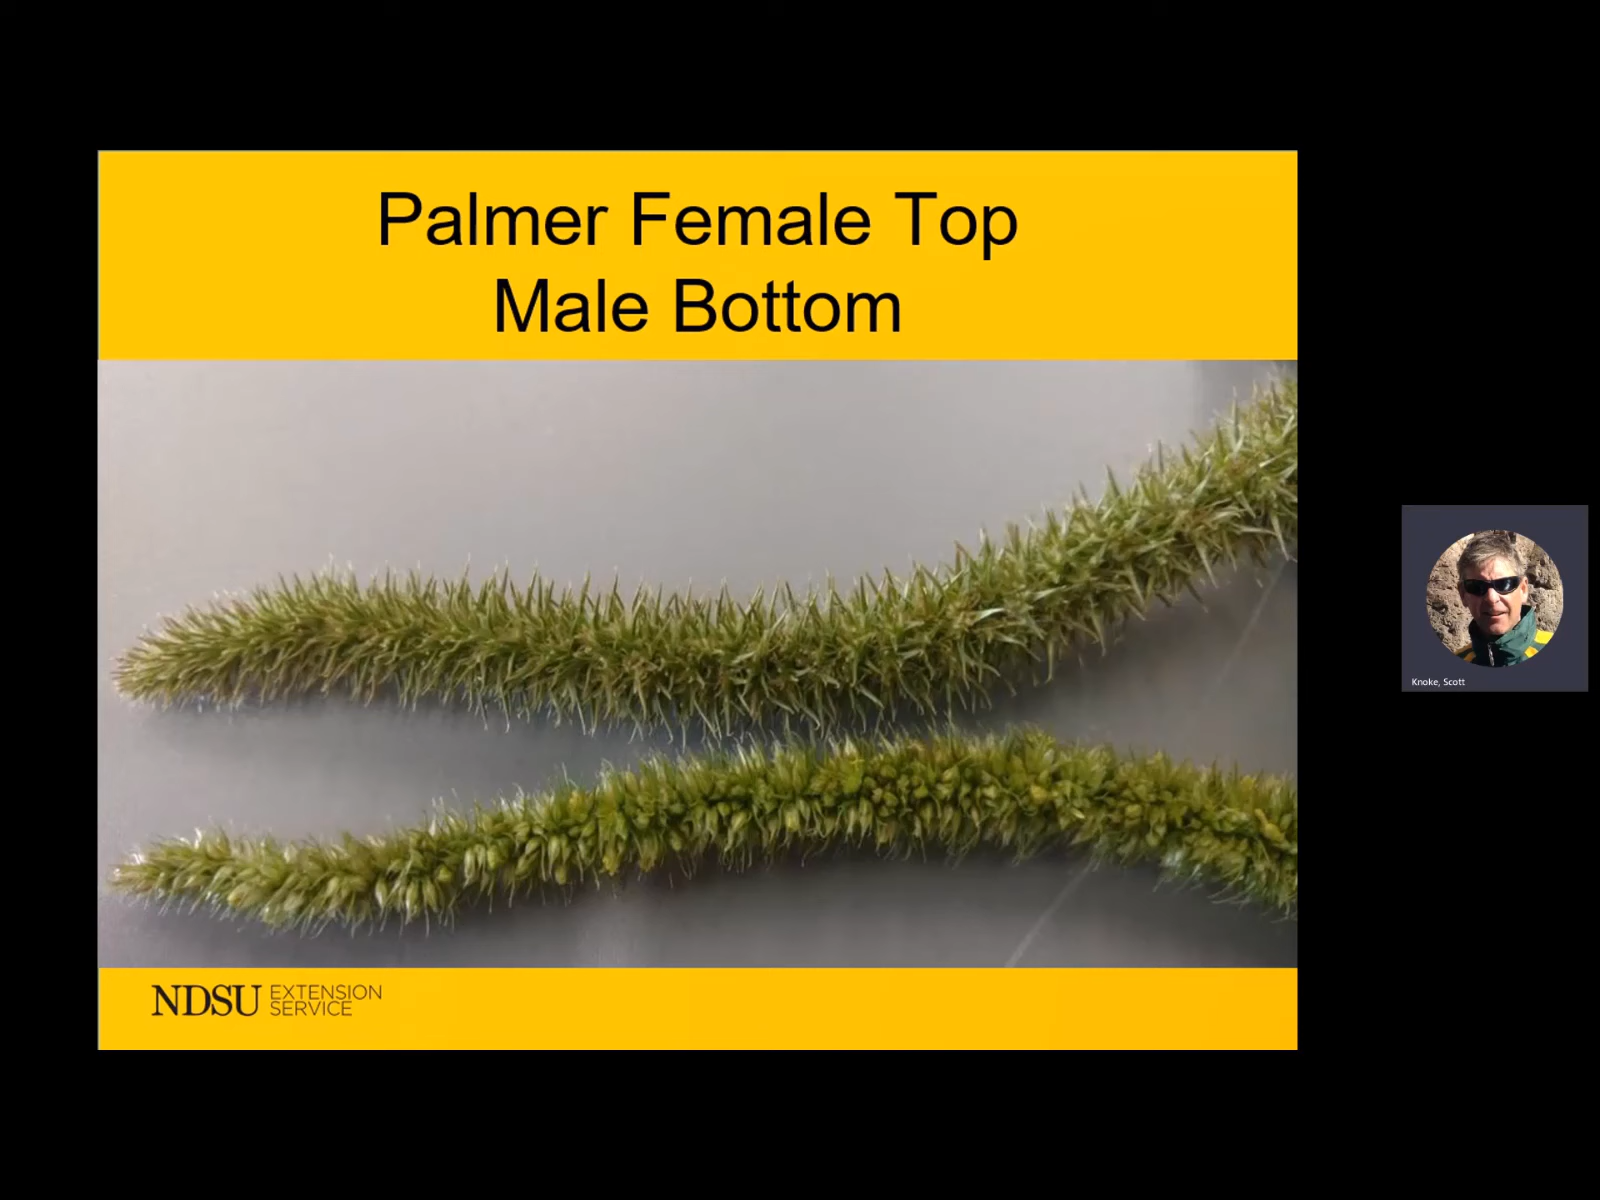 Palmer Female Top
Male Bottom
Knoke, Scott
NDSU EXTENSION
SERVICE